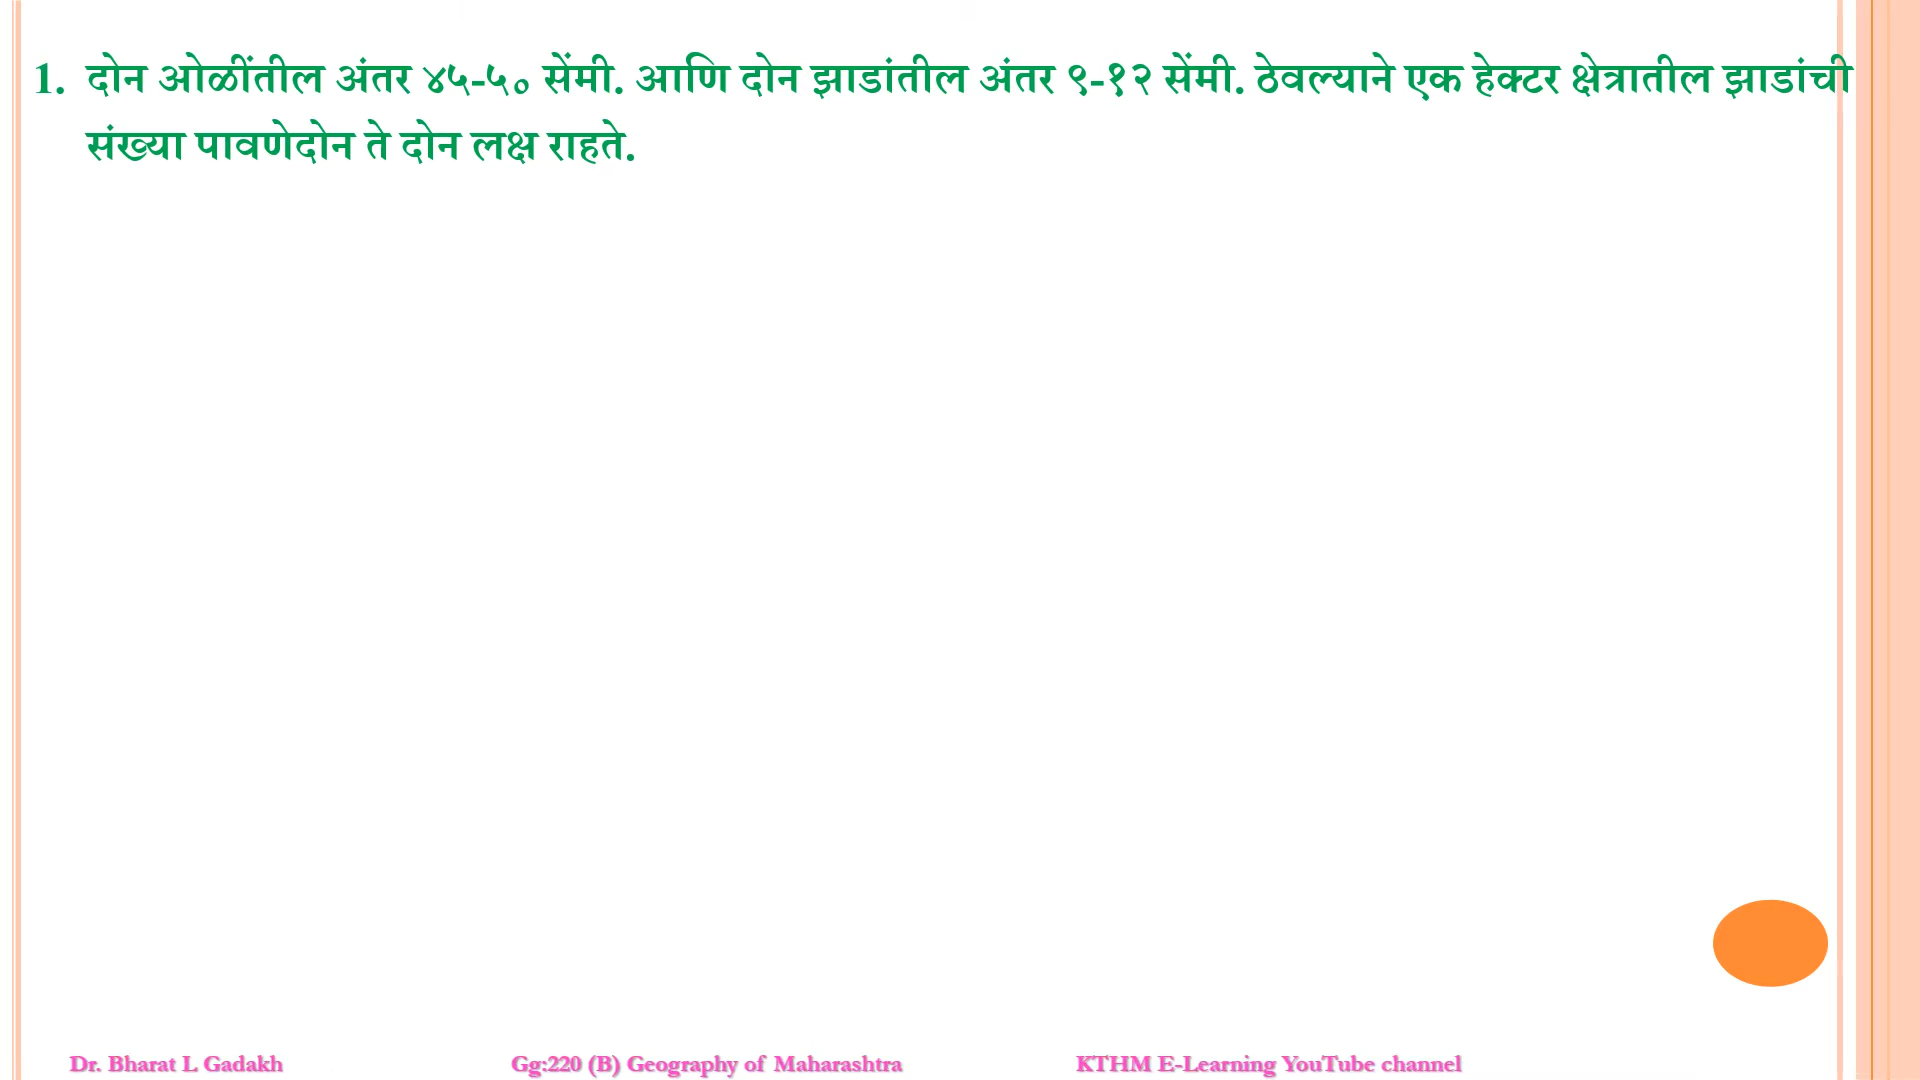 1. दोन ओळींतील अंतर ४५-५० सेंमी. आणि दोन झाडांतील अंतर ९-१२ सेंमी. ठेवल्याने एक हेक्टर क्षेत्रातील झाडांची
संख्या पावणेदोन ते दोन लक्ष राहते.
Dr. Bharat L Gadakh Gg:220 (B) Geography of Maharashtra KTHM E-Learning YouTube channel